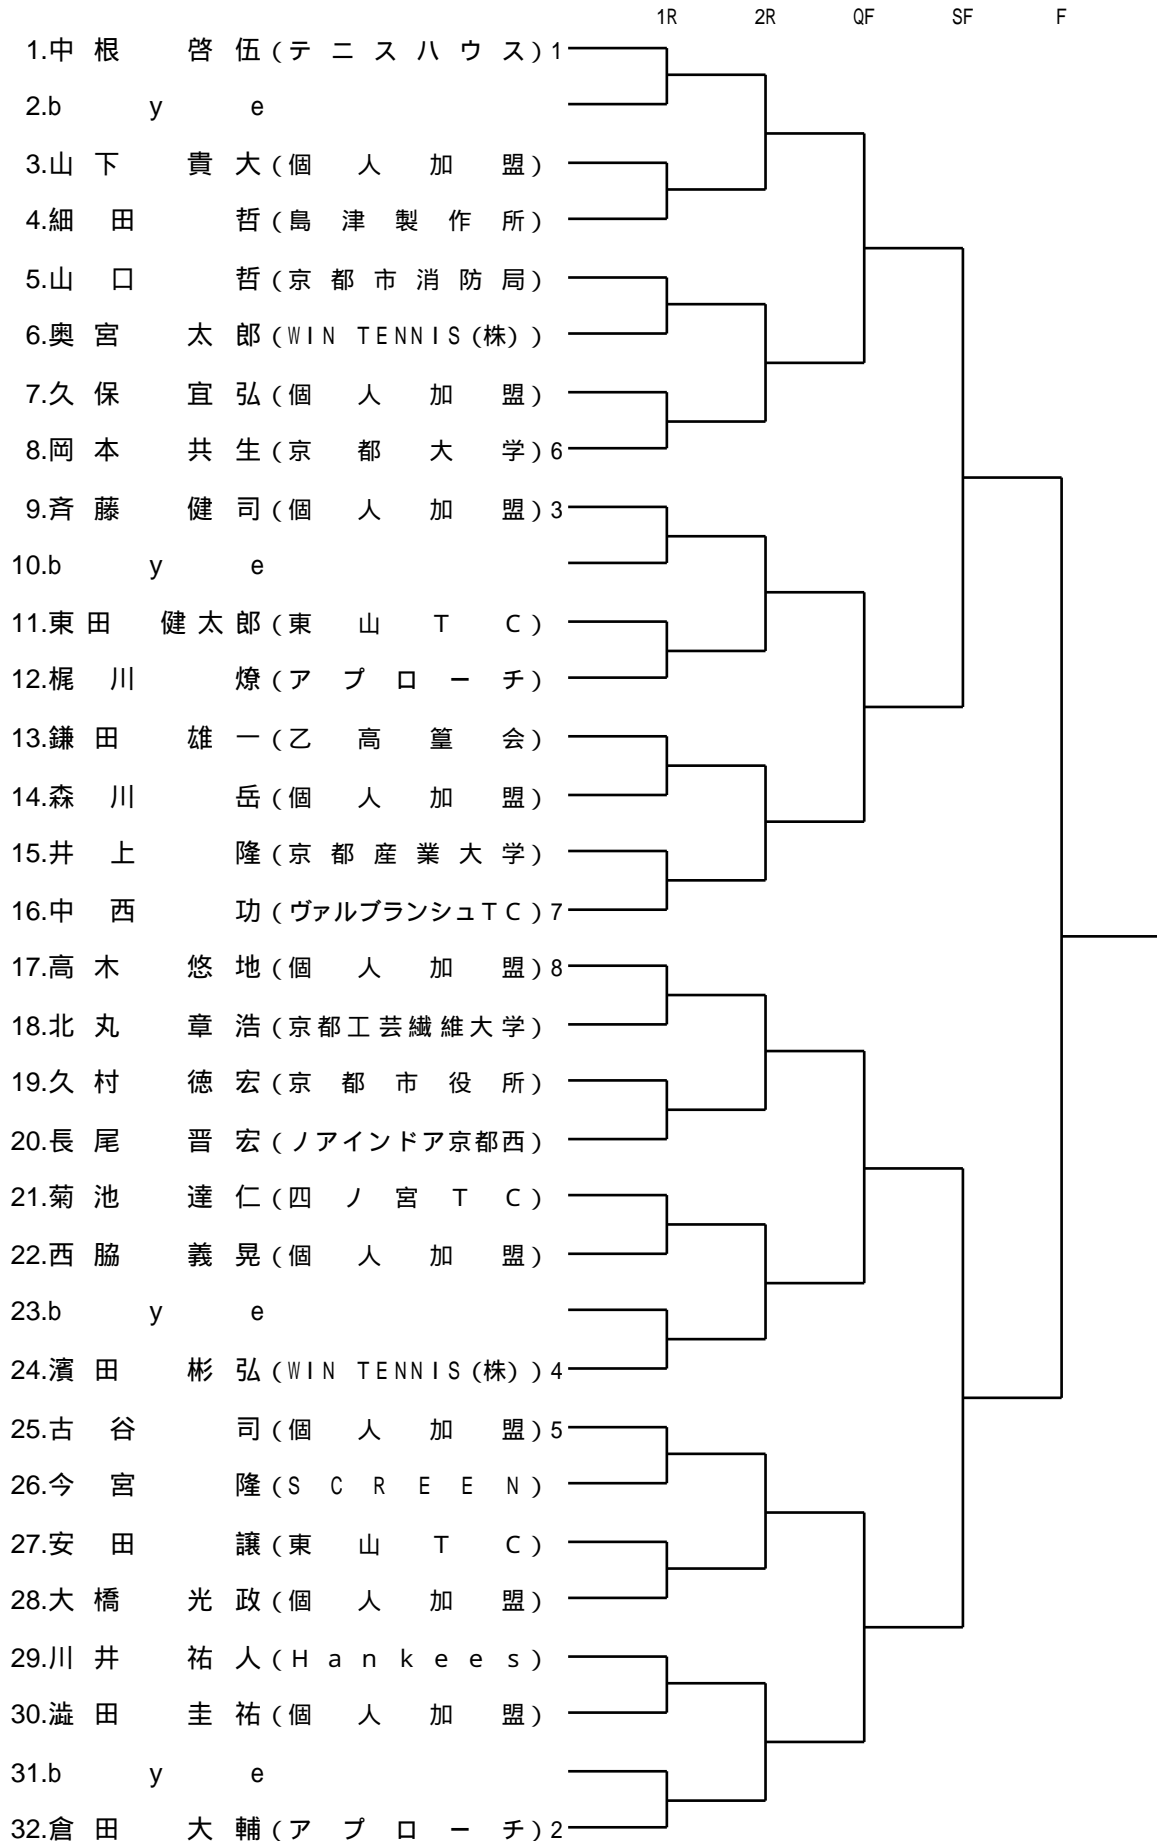 1R 2R QF SF F
1.中根 啓伍(テニスハウス)1
2.bye
3.山下 貴大(個人加盟)
4.細田 哲(島津製作所)
5.山口 哲(京都市消防局)
6.奥宮 太郎(WIN TENNIS(株))
7.久保 宜弘(個人加盟)
8.岡本 共生(京都大学)6
9.斉藤 健司(個人加盟)3
10.bye
11.東田 健太郎(東山TC)
12.梶川 燎(アプローチ)
13.鎌田 雄一(乙高篁会)
14.森川 岳(個人加盟)
15.井上 隆(京都産業大学)
16.中西 功(ヴァルブランシュTC)7
17.高木 悠地(個人加盟)8
18.北丸 章浩(京都工芸繊維大学)
19.久村 徳宏(京都市役所)
20.長尾 晋宏(ノアインドア京都西)
21.菊池 達仁(四ノ宮TC)
22.西脇 義晃(個人加盟)
23.bye
24.濱田 彬弘(WIN TENNIS(株))4
25.古谷 司(個人加盟)5
26.今宮 隆(SCREEN)
27.安田 譲(東山TC)
28.大橋 光政(個人加盟)
29.川井 祐人(Hankees)
30.澁田 圭祐(個人加盟)
31.bye
32.倉田 大輔(アプローチ)2